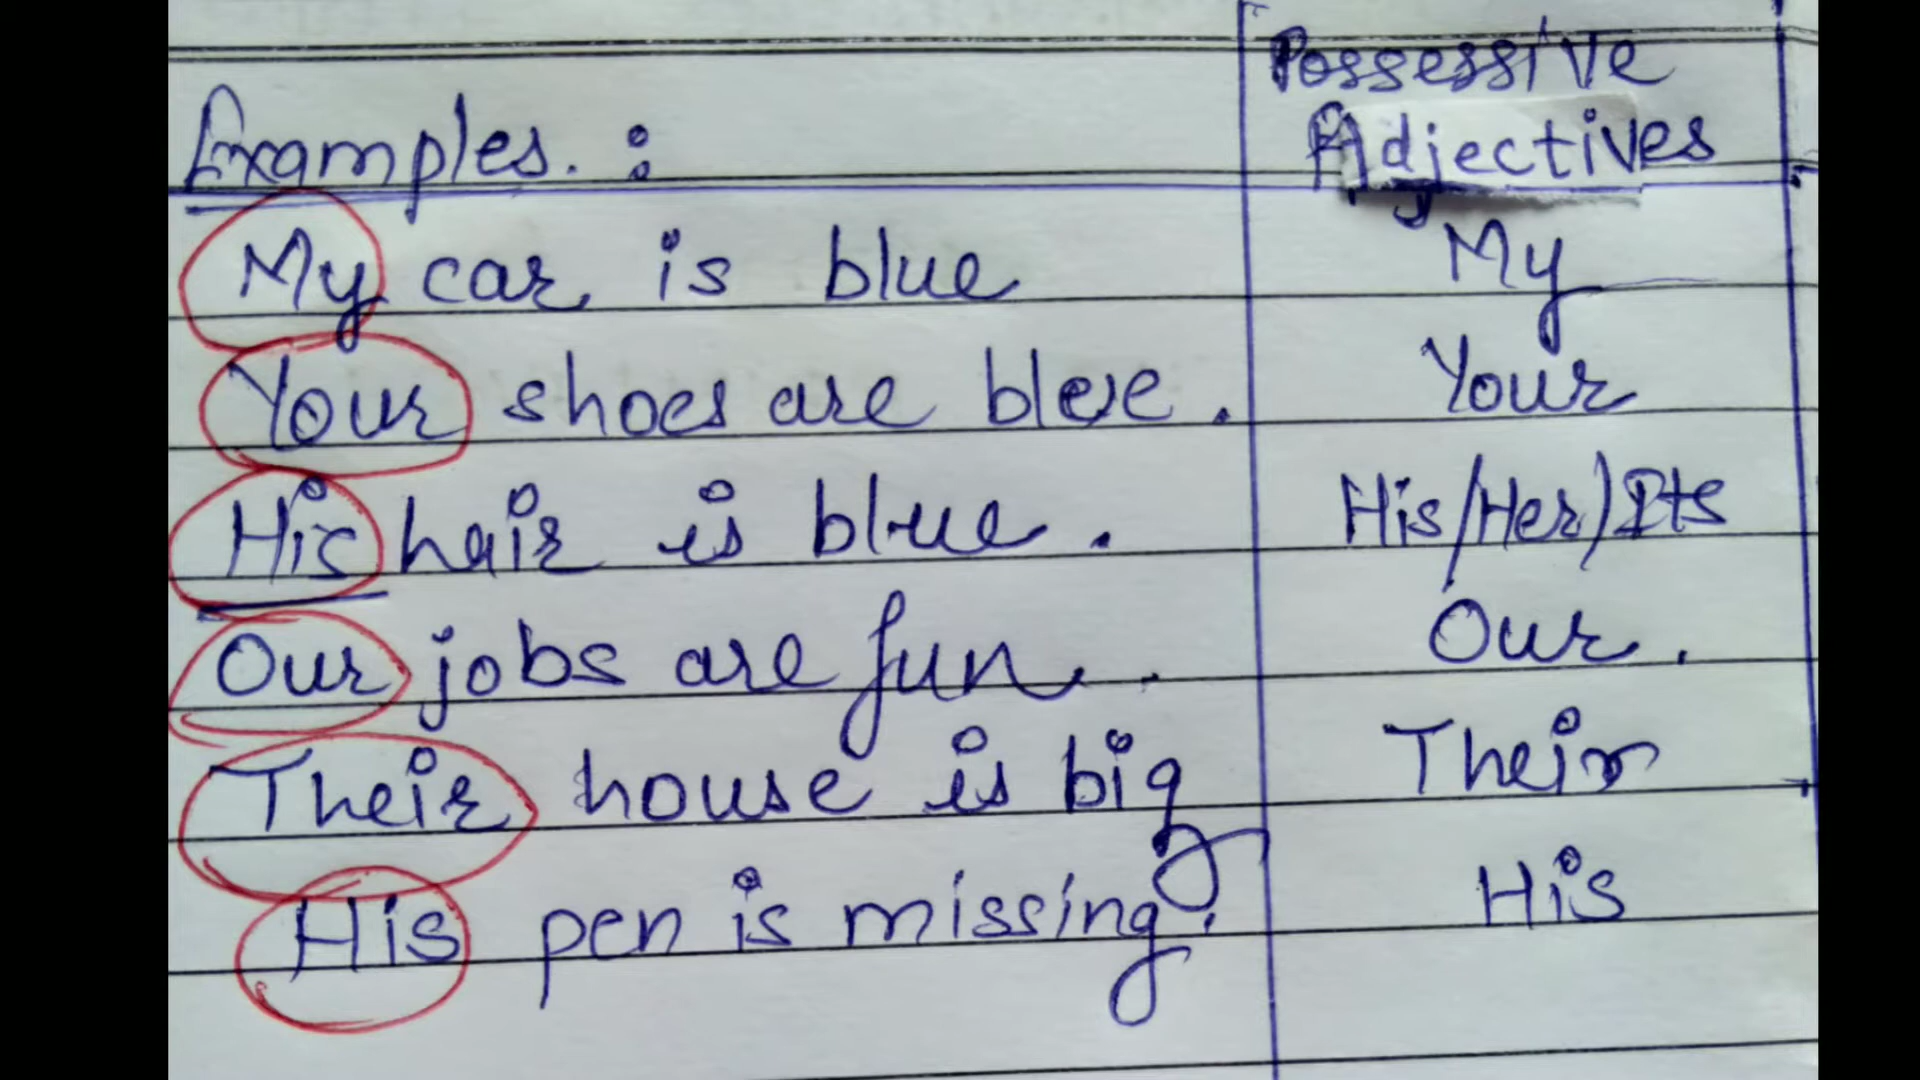 Possessive
Examples. : Adjectives
My car is blue My
Your shoes are blue. Your
His hair is blue. His/Her/Its
Our jobs are fun. Our.
Their house is big Their
His pen is missing. His